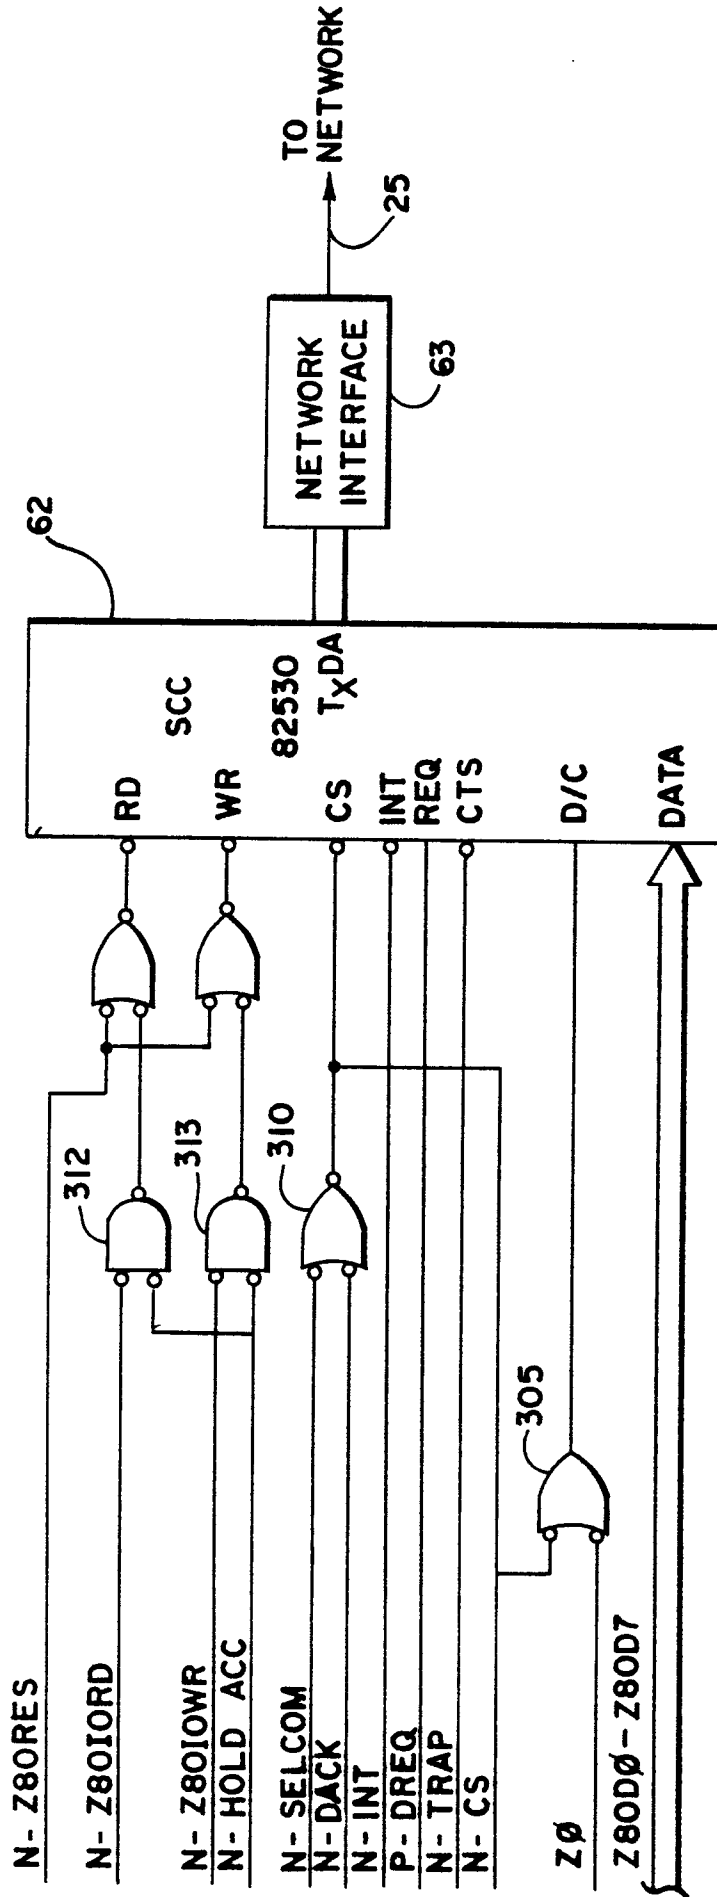 N-Z80RES
N-Z80IORD
N-Z80IOWR
N-HOLD ACC
N-SELCOM
N-DACK
N-INT
P-DREQ
N-TRAP
N-CS
ZØ
Z80DØ-Z80D7
312
313
310
305
RD
WR
CS
INT
REQ
CTS
D/C
DATA
SCC
82530
TXDA
62
NETWORK
INTERFACE
63
25
TO
NETWORK